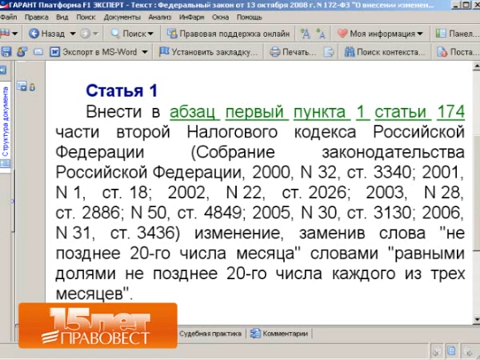 ГАРАНТ Платформа F1 ЭКСПЕРТ - Текст : Федеральный закон от 13 октября 2008 г. N 172-ФЗ "О внесении изменен...
Файл Правка Вид Поиск Документы Анализ ИнФарм Окна Помощь
Назад Поиск Правовая поддержка онлайн Моя информация Панел...
Экспорт в MS-Word Установить закладку... Печать... Поиск контекста... Поста...
Структура документа
Статья 1
Внести в абзац первый пункта 1 статьи 174
части второй Налогового кодекса Российской
Федерации (Собрание законодательства
Российской Федерации, 2000, N 32, ст. 3340; 2001,
N 1, ст. 18; 2002, N 22, ст. 2026; 2003, N 28,
ст. 2886; N 50, ст. 4849; 2005, N 30, ст. 3130; 2006,
N 31, ст. 3436) изменение, заменив слова "не
позднее 20-го числа месяца" словами "равными
долями не позднее 20-го числа каждого из трех
месяцев".
15 лет
ПРАВОВЕСТ
Судебная практика Комментарии